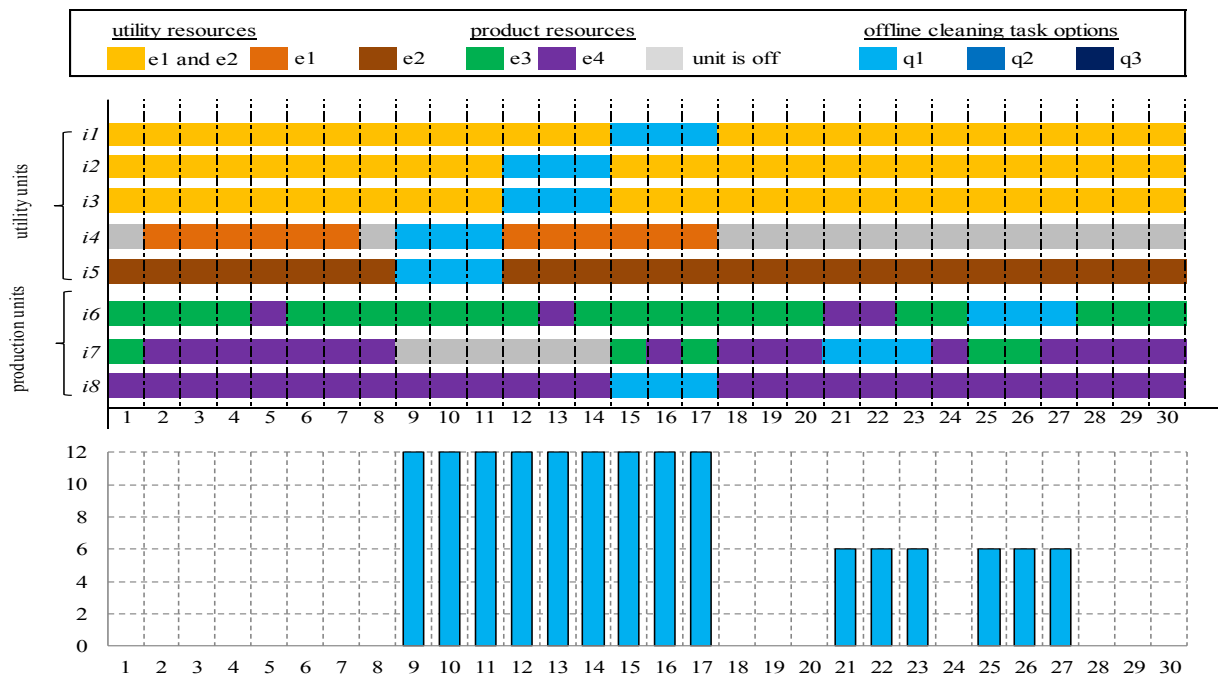 utility resources product resources offline cleaning task options
e1 and e2 e1 e2 e3 e4 unit is off q1 q2 q3
utility units
i1
i2
i3
i4
i5
production units
i6
i7
i8
1 2 3 4 5 6 7 8 9 10 11 12 13 14 15 16 17 18 19 20 21 22 23 24 25 26 27 28 29 30
12
10
8
6
4
2
0
1 2 3 4 5 6 7 8 9 10 11 12 13 14 15 16 17 18 19 20 21 22 23 24 25 26 27 28 29 30